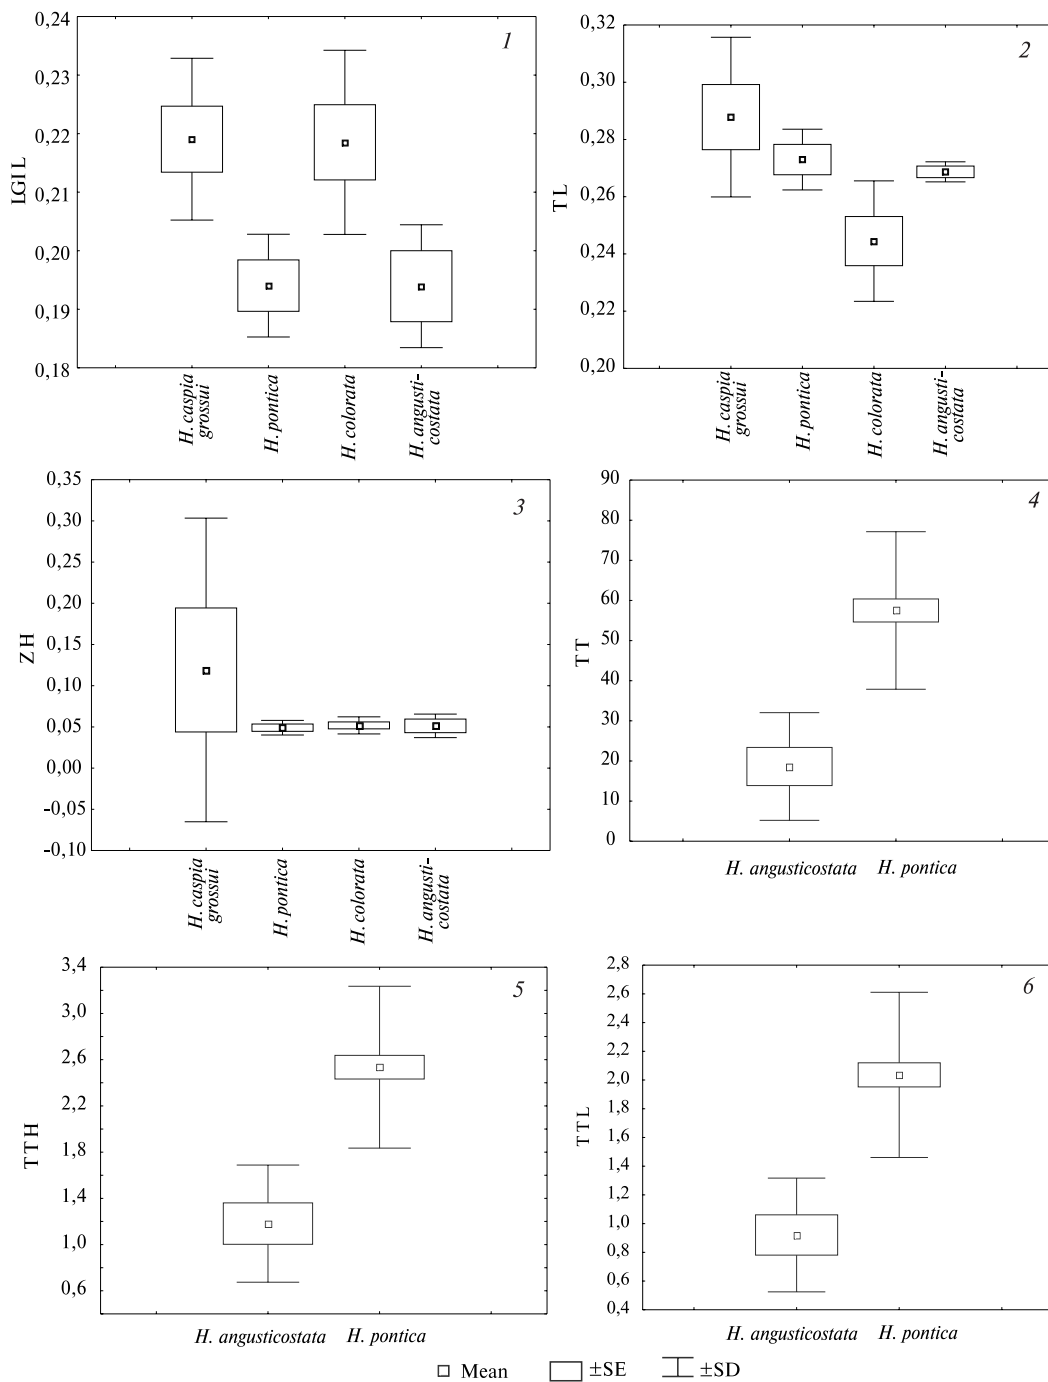 1
LGIL
0,24
0,23
0,22
0,21
0,20
0,19
0,18
H. caspia
grossui
H. pontica
H. colorata
H. angusti-
costata
2
TL
0,32
0,30
0,28
0,26
0,24
0,22
0,20
H. caspia
grossui
H. pontica
H. colorata
H. angusti-
costata
3
ZH
0,35
0,30
0,25
0,20
0,15
0,10
0,05
0,00
-0,05
-0,10
H. caspia
grossui
H. pontica
H. colorata
H. angusti-
costata
4
TT
90
80
70
60
50
40
30
20
10
0
H. angusticostata
H. pontica
5
TTH
3,4
3,0
2,6
2,2
1,8
1,4
1,0
0,6
H. angusticostata
H. pontica
6
TTL
2,8
2,6
2,4
2,2
2,0
1,8
1,6
1,4
1,2
1,0
0,8
0,6
0,4
H. angusticostata
H. pontica
Mean
±SE
±SD